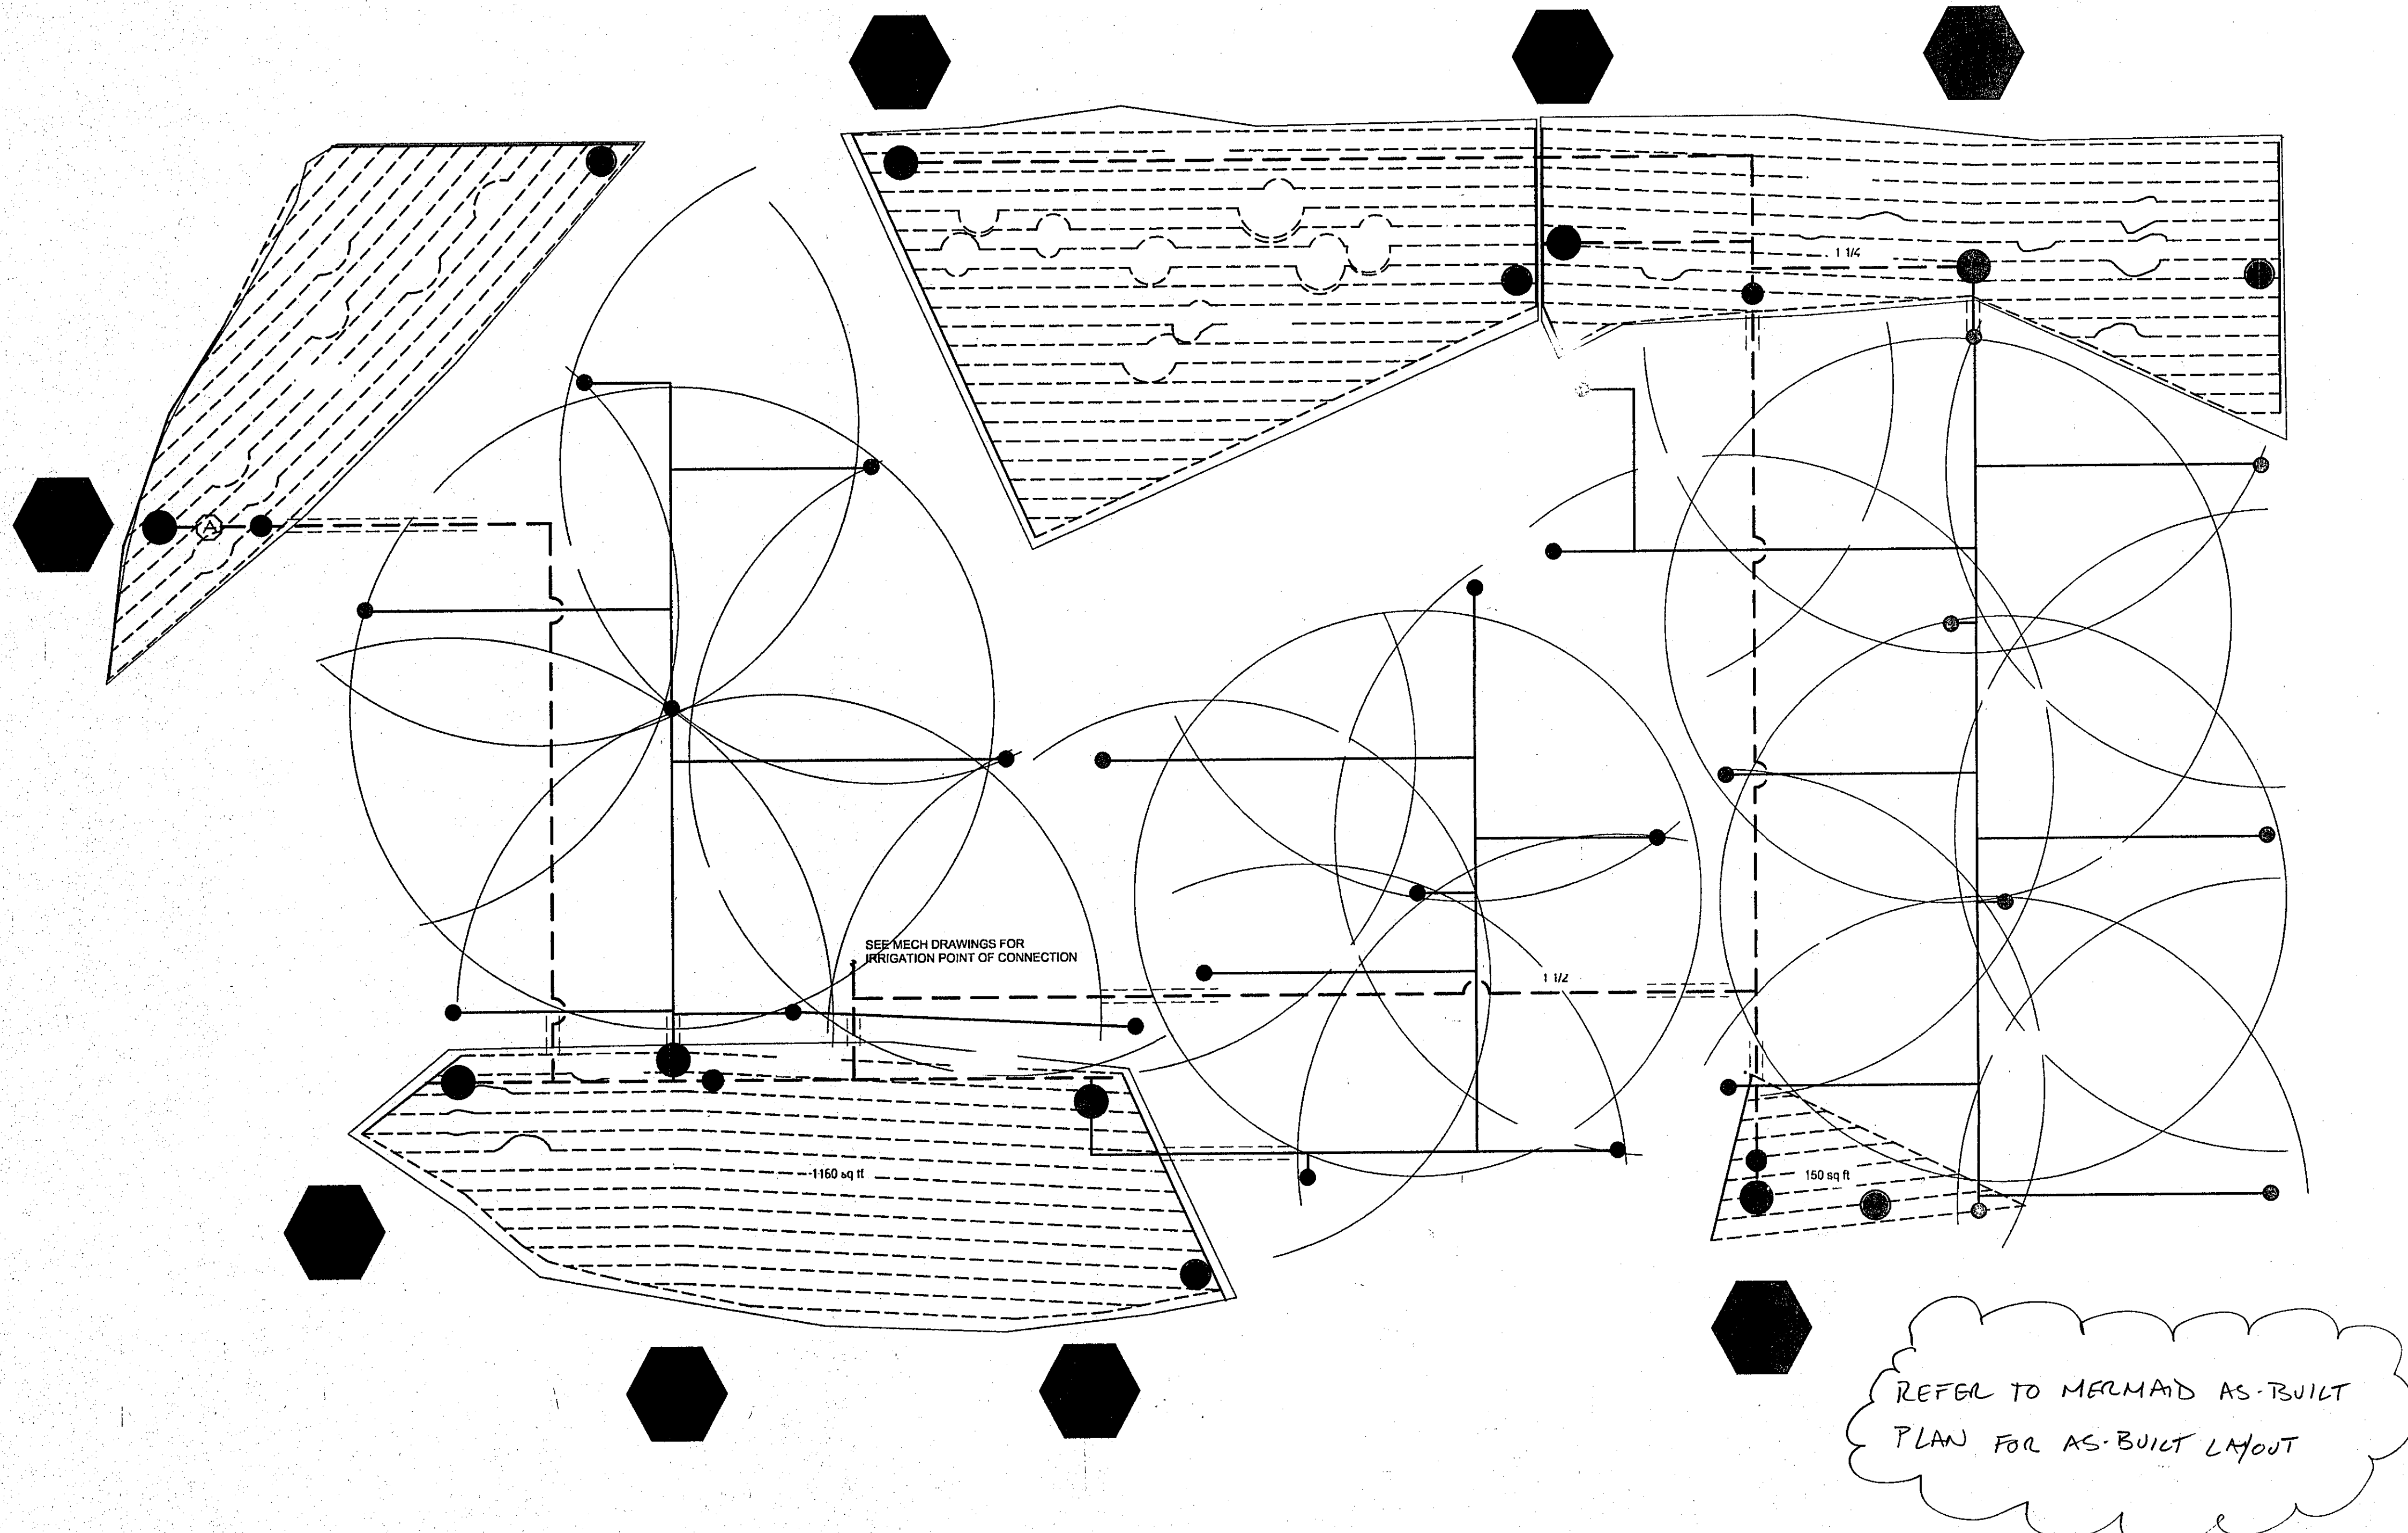 1 1/4
A
SEE MECH DRAWINGS FOR
IRRIGATION POINT OF CONNECTION
1 1/2
1160 sq ft
150 sq ft
REFER TO MERMAID AS-BUILT
PLAN FOR AS-BUILT LAYOUT